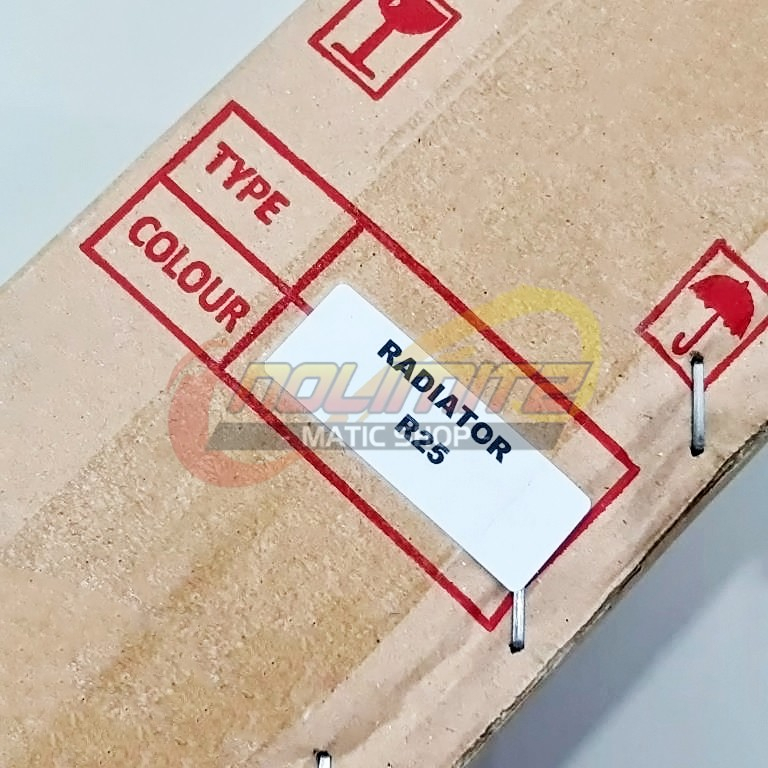 TYPE
COLOUR
RADIATOR
R25
NOLIMITZ
MATIC SHOP